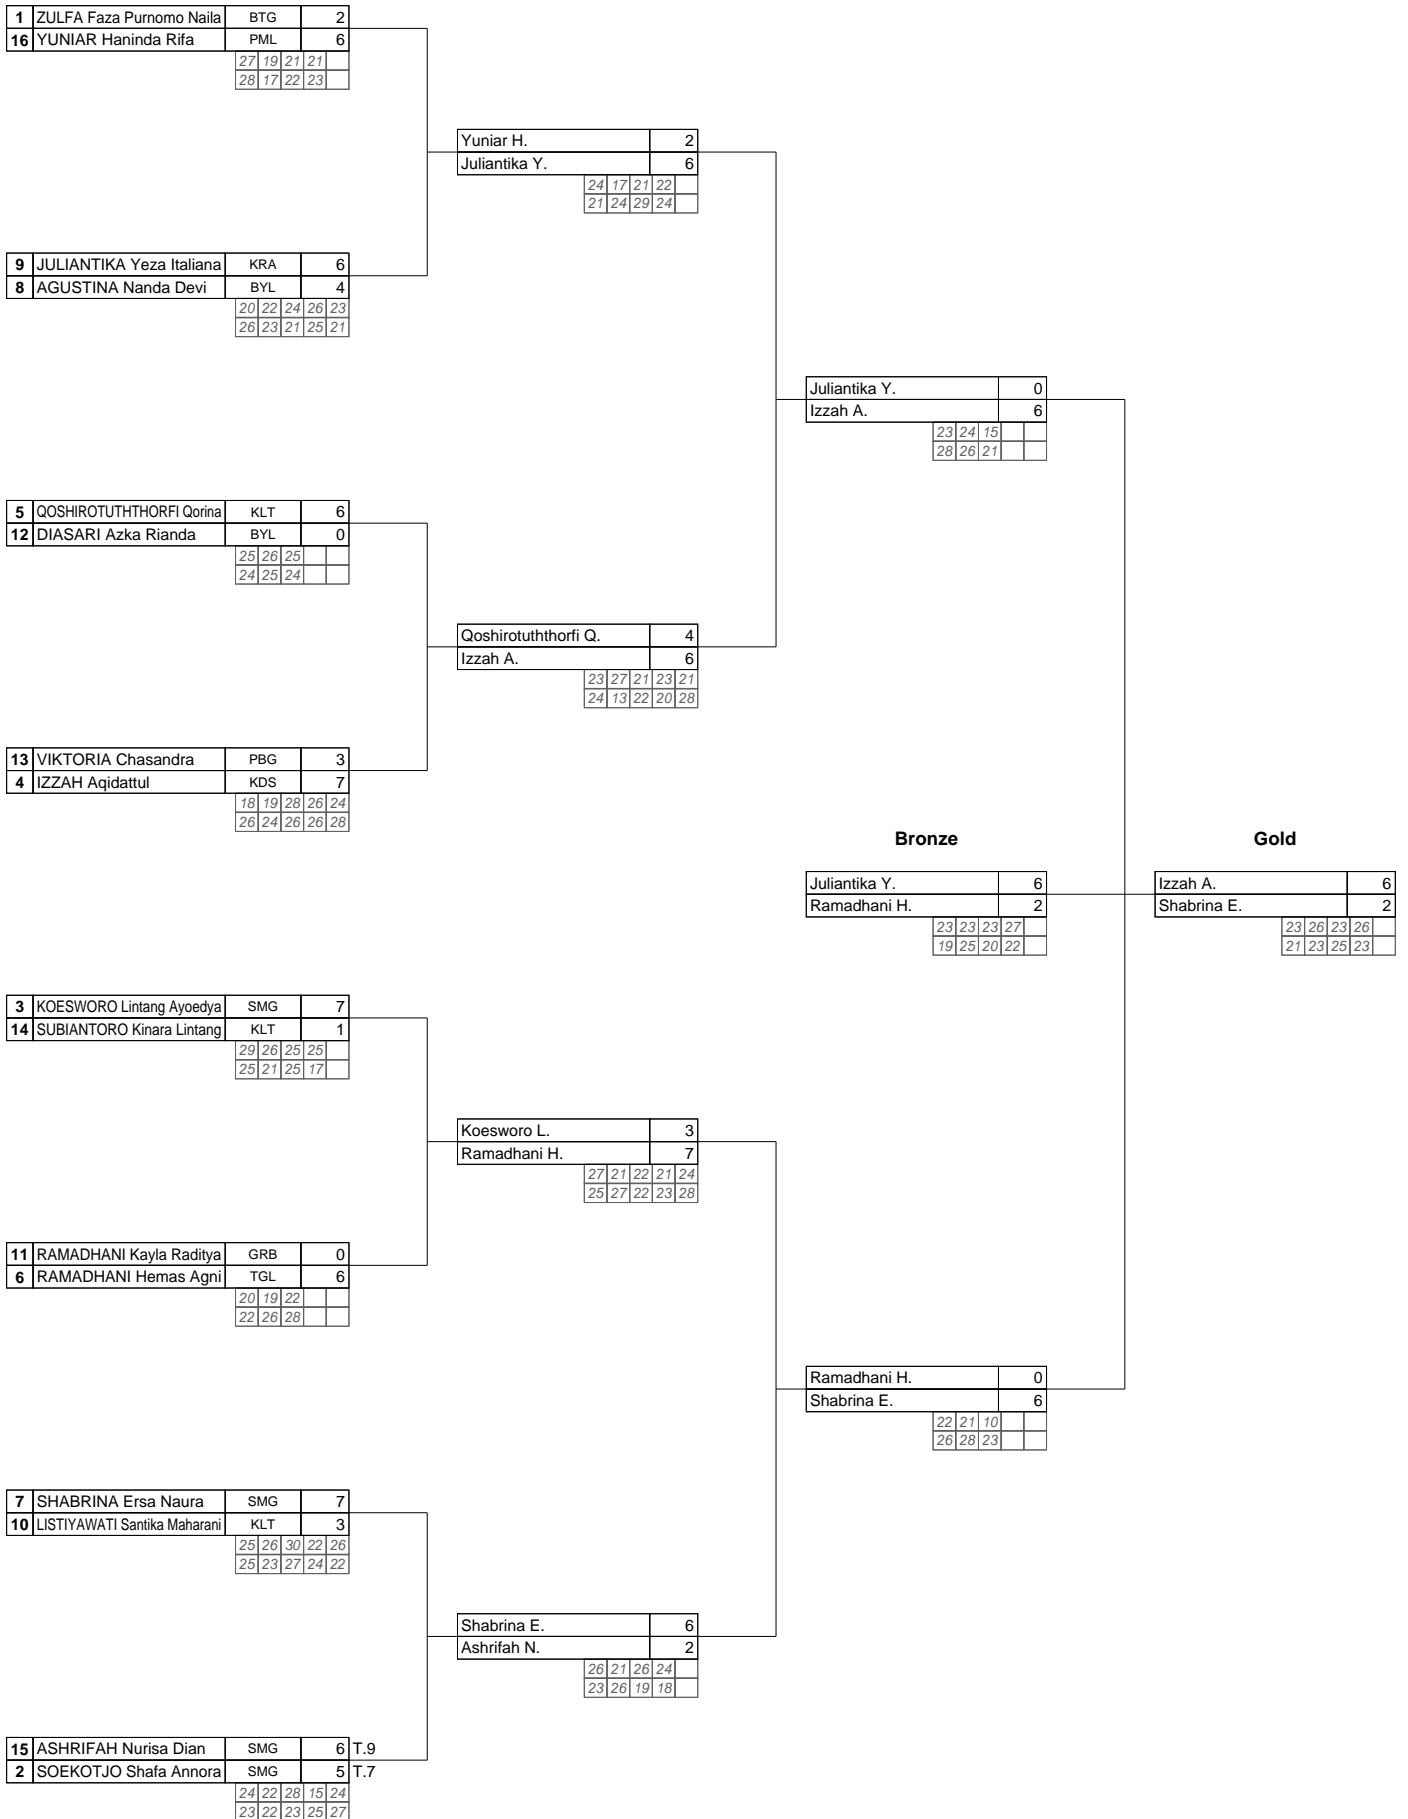 1 ZULFA Faza Purnomo Naila BTG 2
16 YUNIAR Haninda Rifa PML 6
27 19 21 21
28 17 22 23
Yuniar H. 2
Juliantika Y. 6
24 17 21 22
21 24 29 24
9 JULIANTIKA Yeza Italiana KRA 6
8 AGUSTINA Nanda Devi BYL 4
20 22 24 26 23
26 23 21 25 21
Juliantika Y. 0
Izzah A. 6
23 24 15
28 26 21
5 QOSHIROTUTHTHORFI Qorina KLT 6
12 DIASARI Azka Rianda BYL 0
25 26 25
24 25 24
Qoshirotuththorfi Q. 4
Izzah A. 6
23 27 21 23 21
24 13 22 20 28
13 VIKTORIA Chasandra PBG 3
4 IZZAH Aqidattul KDS 7
18 19 28 26 24
26 24 26 26 28
Bronze Gold
Juliantika Y. 6 Izzah A. 6
Ramadhani H. 2 Shabrina E. 2
23 23 23 27 23 26 23 26
19 25 20 22 21 23 25 23
3 KOESWORO Lintang Ayoedya SMG 7
14 SUBIANTORO Kinara Lintang KLT 1
29 26 25 25
25 21 25 17
Koesworo L. 3
Ramadhani H. 7
27 21 22 21 24
25 27 22 23 28
11 RAMADHANI Kayla Raditya GRB 0
6 RAMADHANI Hemas Agni TGL 6
20 19 22
22 26 28
Ramadhani H. 0
Shabrina E. 6
22 21 10
26 28 23
7 SHABRINA Ersa Naura SMG 7
10 LISTIYAWATI Santika Maharani KLT 3
25 26 30 22 26
25 23 27 24 22
Shabrina E. 6
Ashrifah N. 2
26 21 26 24
23 26 19 18
15 ASHRIFAH Nurisa Dian SMG 6 T.9
2 SOEKOTJO Shafa Annora SMG 5 T.7
24 22 28 15 24
23 22 23 25 27